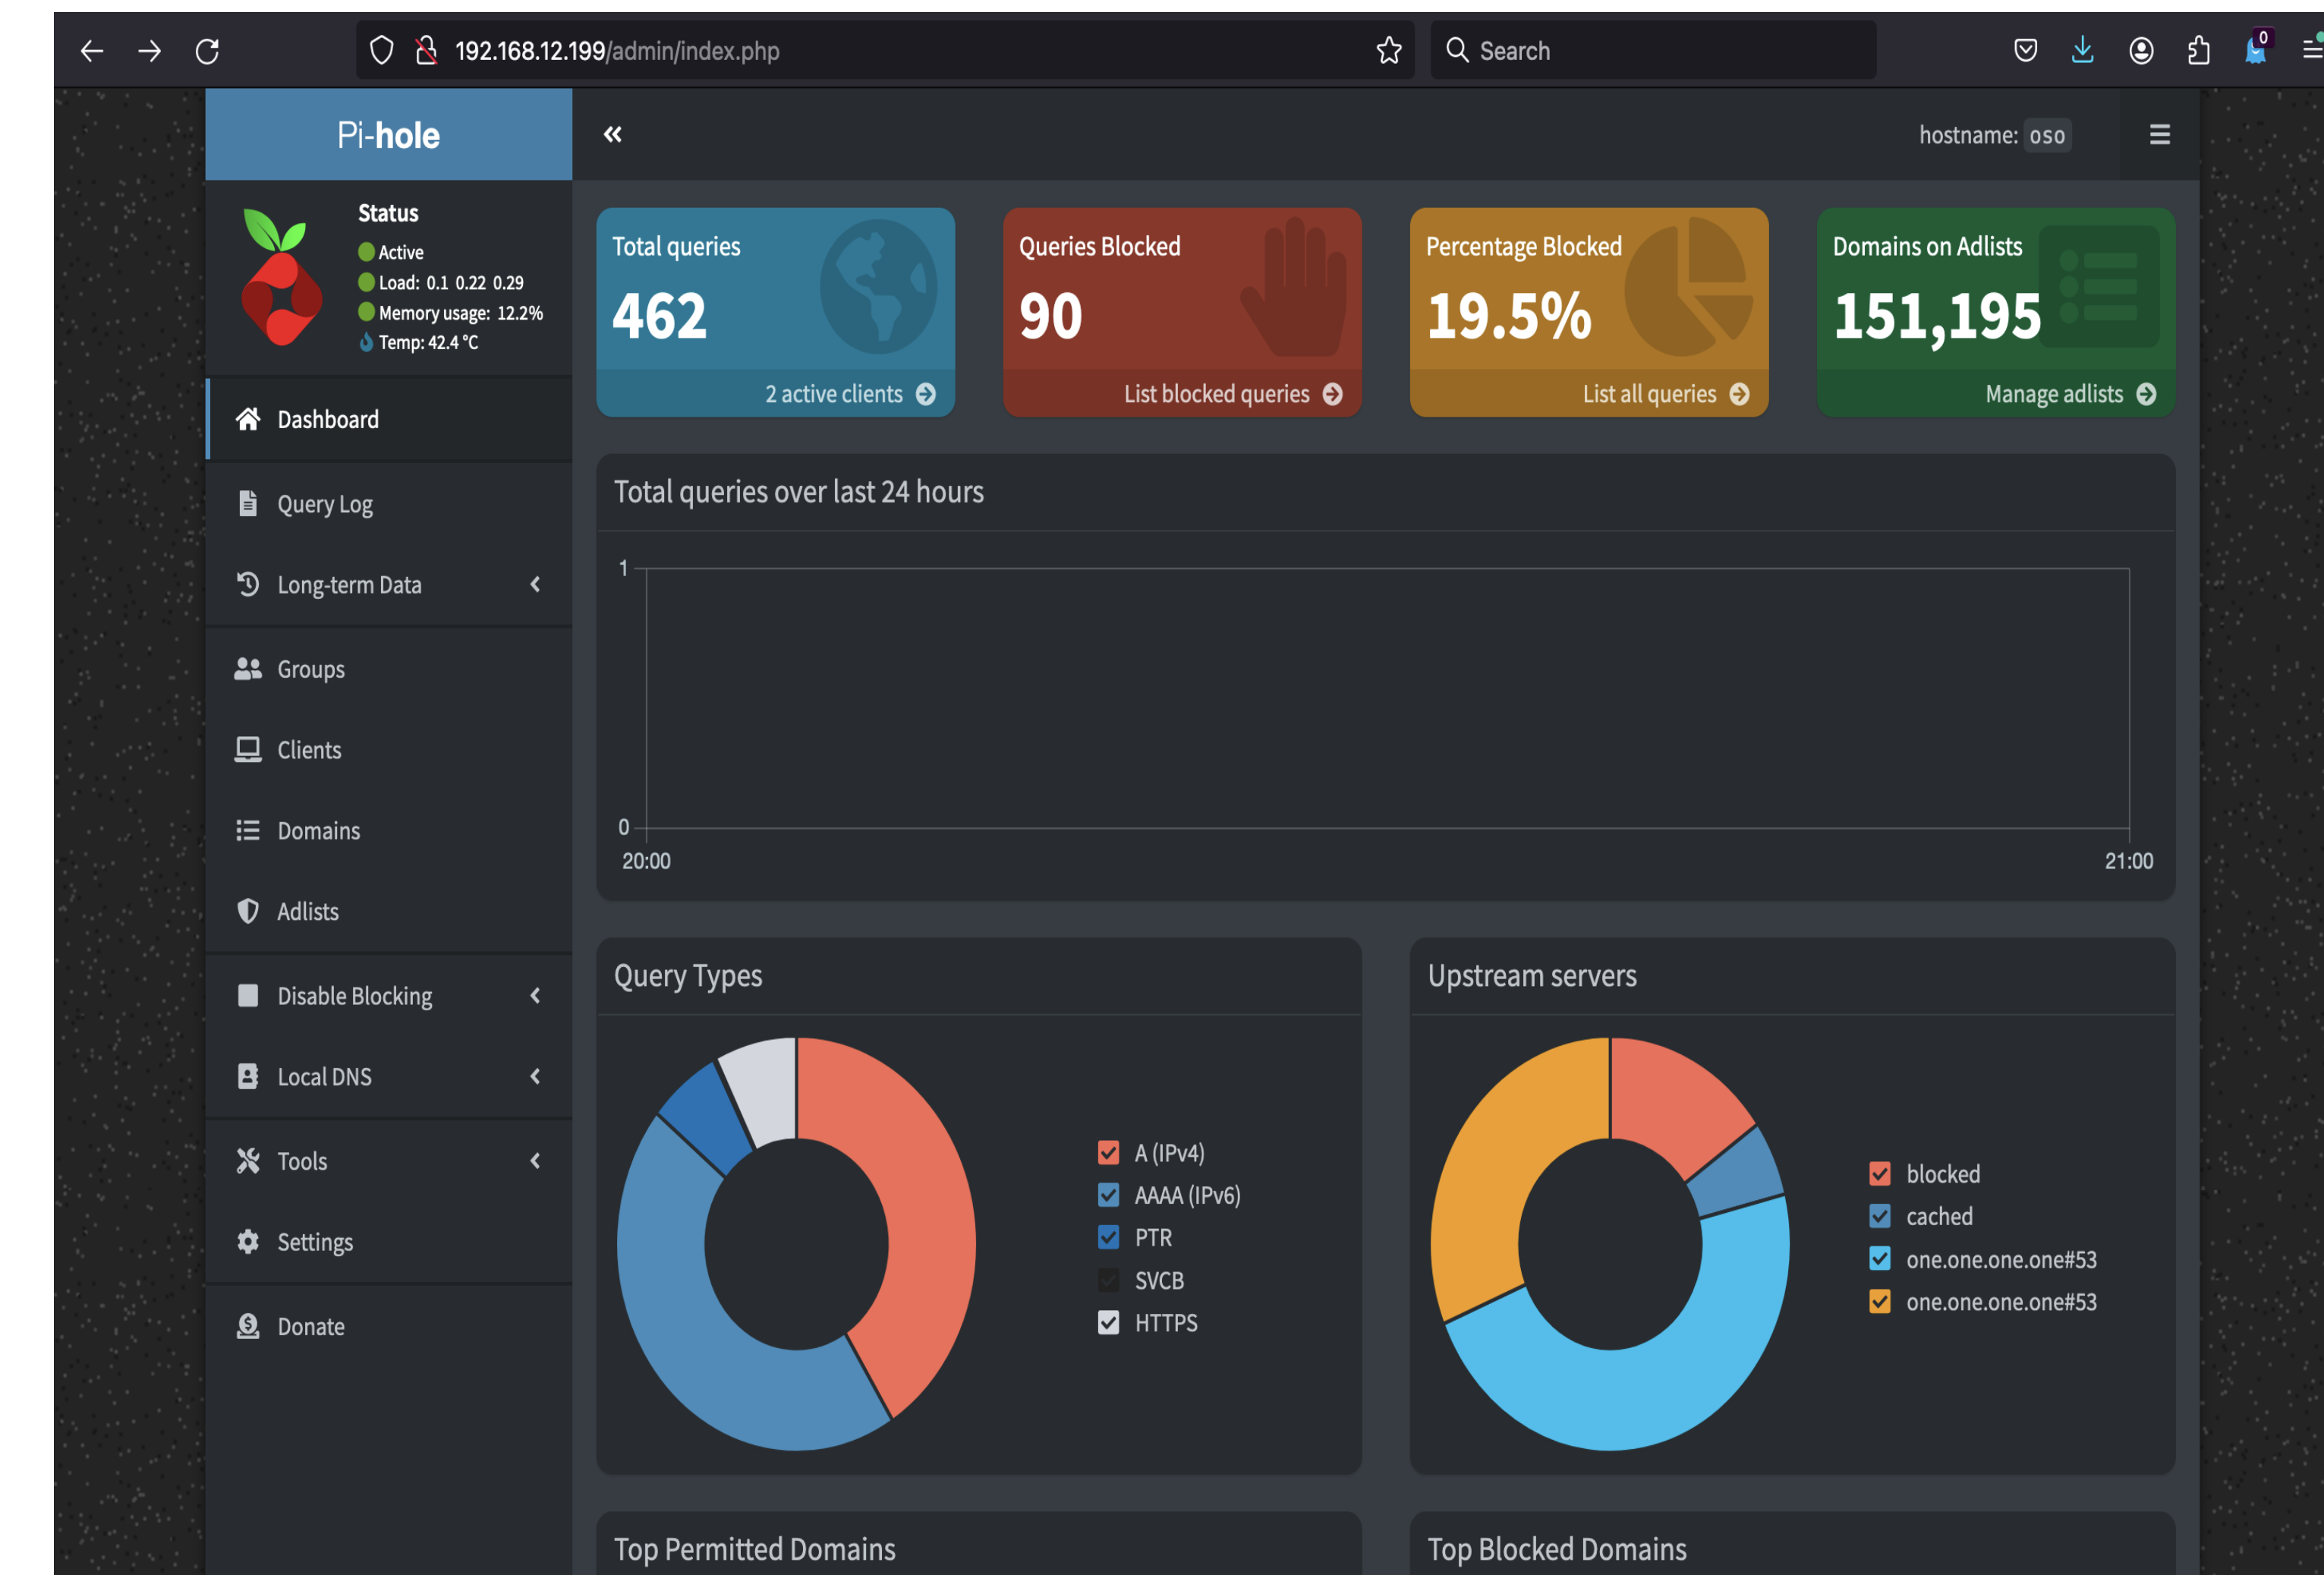 192.168.12.199/admin/index.php
Search
0
Pi-hole
hostname: oso
Status
Active
Load: 0.1 0.22 0.29
Memory usage: 12.2%
Temp: 42.4 °C
Dashboard
Query Log
Long-term Data
Groups
Clients
Domains
Adlists
Disable Blocking
Local DNS
Tools
Settings
Donate
Total queries
462
2 active clients
Queries Blocked
90
List blocked queries
Percentage Blocked
19.5%
List all queries
Domains on Adlists
151,195
Manage adlists
Total queries over last 24 hours
1
0
20:00
21:00
Query Types
A (IPv4)
AAAA (IPv6)
PTR
SVCB
HTTPS
Upstream servers
blocked
cached
one.one.one.one#53
one.one.one.one#53
Top Permitted Domains
Top Blocked Domains